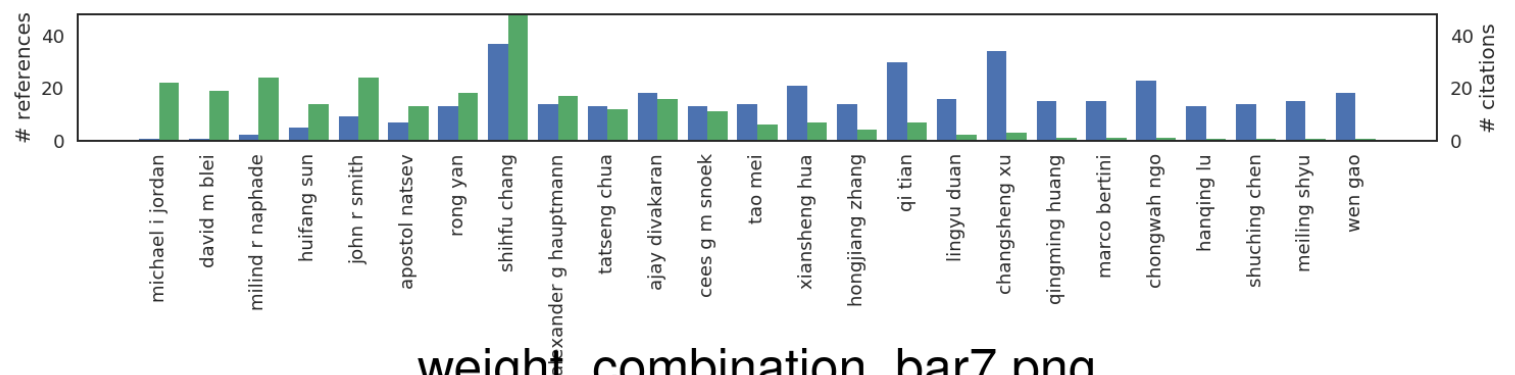 # references
40
20
0
40
20
0
# citations
michael i jordan
david m blei
milind r naphade
huifang sun
john r smith
apostol natsev
rong yan
shihfu chang
alexander g hauptmann
tatseng chua
ajay divakaran
cees g m snoek
tao mei
xiansheng hua
hongjiang zhang
qi tian
lingyu duan
changsheng xu
qingming huang
marco bertini
chongwah ngo
hanqing lu
shuching chen
meiling shyu
wen gao
weight_combination_bar7.png